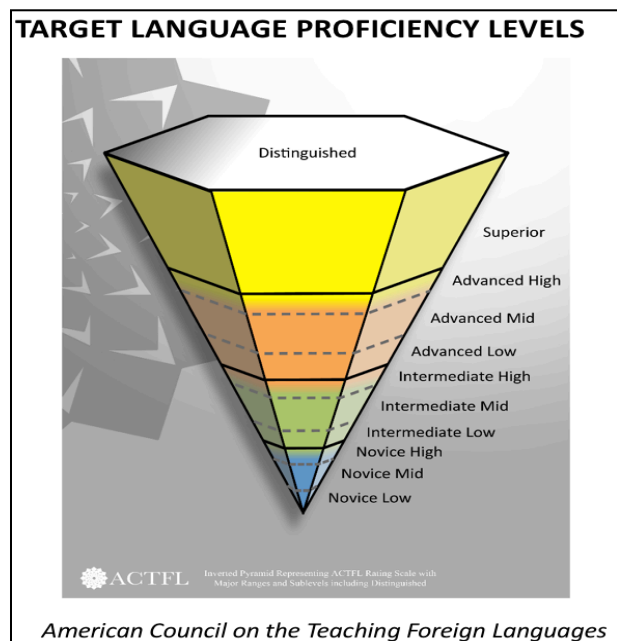 TARGET LANGUAGE PROFICIENCY LEVELS
Distinguished
Superior
Advanced High
Advanced Mid
Advanced Low
Intermediate High
Intermediate Mid
Intermediate Low
Novice High
Novice Mid
Novice Low
ACTFL
Inverted Pyramid Representing ACTFL Rating Scale with
Major Ranges and Sublevels including Distinguished
American Council on the Teaching Foreign Languages